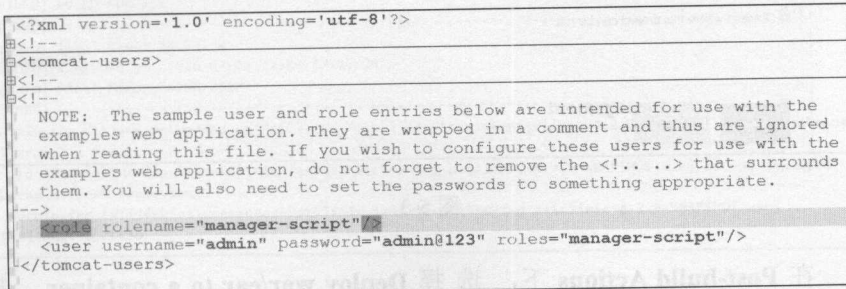 <?xml version='1.0' encoding='utf-8'?>
<!--
<tomcat-users>
<!--
<!--
NOTE: The sample user and role entries below are intended for use with the
examples web application. They are wrapped in a comment and thus are ignored
when reading this file. If you wish to configure these users for use with the
examples web application, do not forget to remove the <!.. ..> that surrounds
them. You will also need to set the passwords to something appropriate.
-->
<role rolename="manager-script"/>
<user username="admin" password="admin@123" roles="manager-script"/>
</tomcat-users>